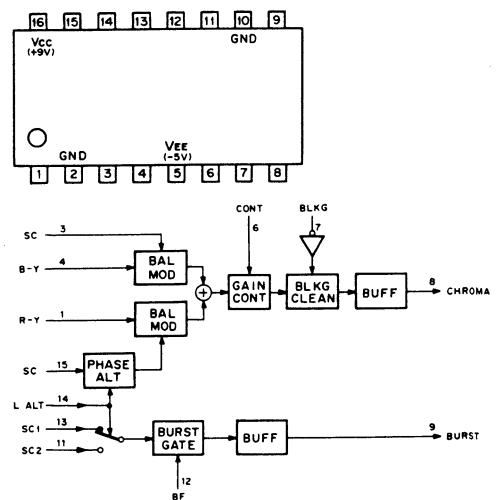 16 15 14 13 12 11 10 9
VCC GND
(+9V)
GND VEE
(-5V)
1 2 3 4 5 6 7 8
CONT BLKG
6 7
SC 3
B-Y 4
BAL
MOD
+
GAIN
CONT
BLKG
CLEAN
BUFF
8 CHROMA
R-Y 1
BAL
MOD
SC 15
PHASE
ALT
L ALT 14
SC1 13
SC2 11
BURST
GATE
BUFF
9 BURST
12
BF